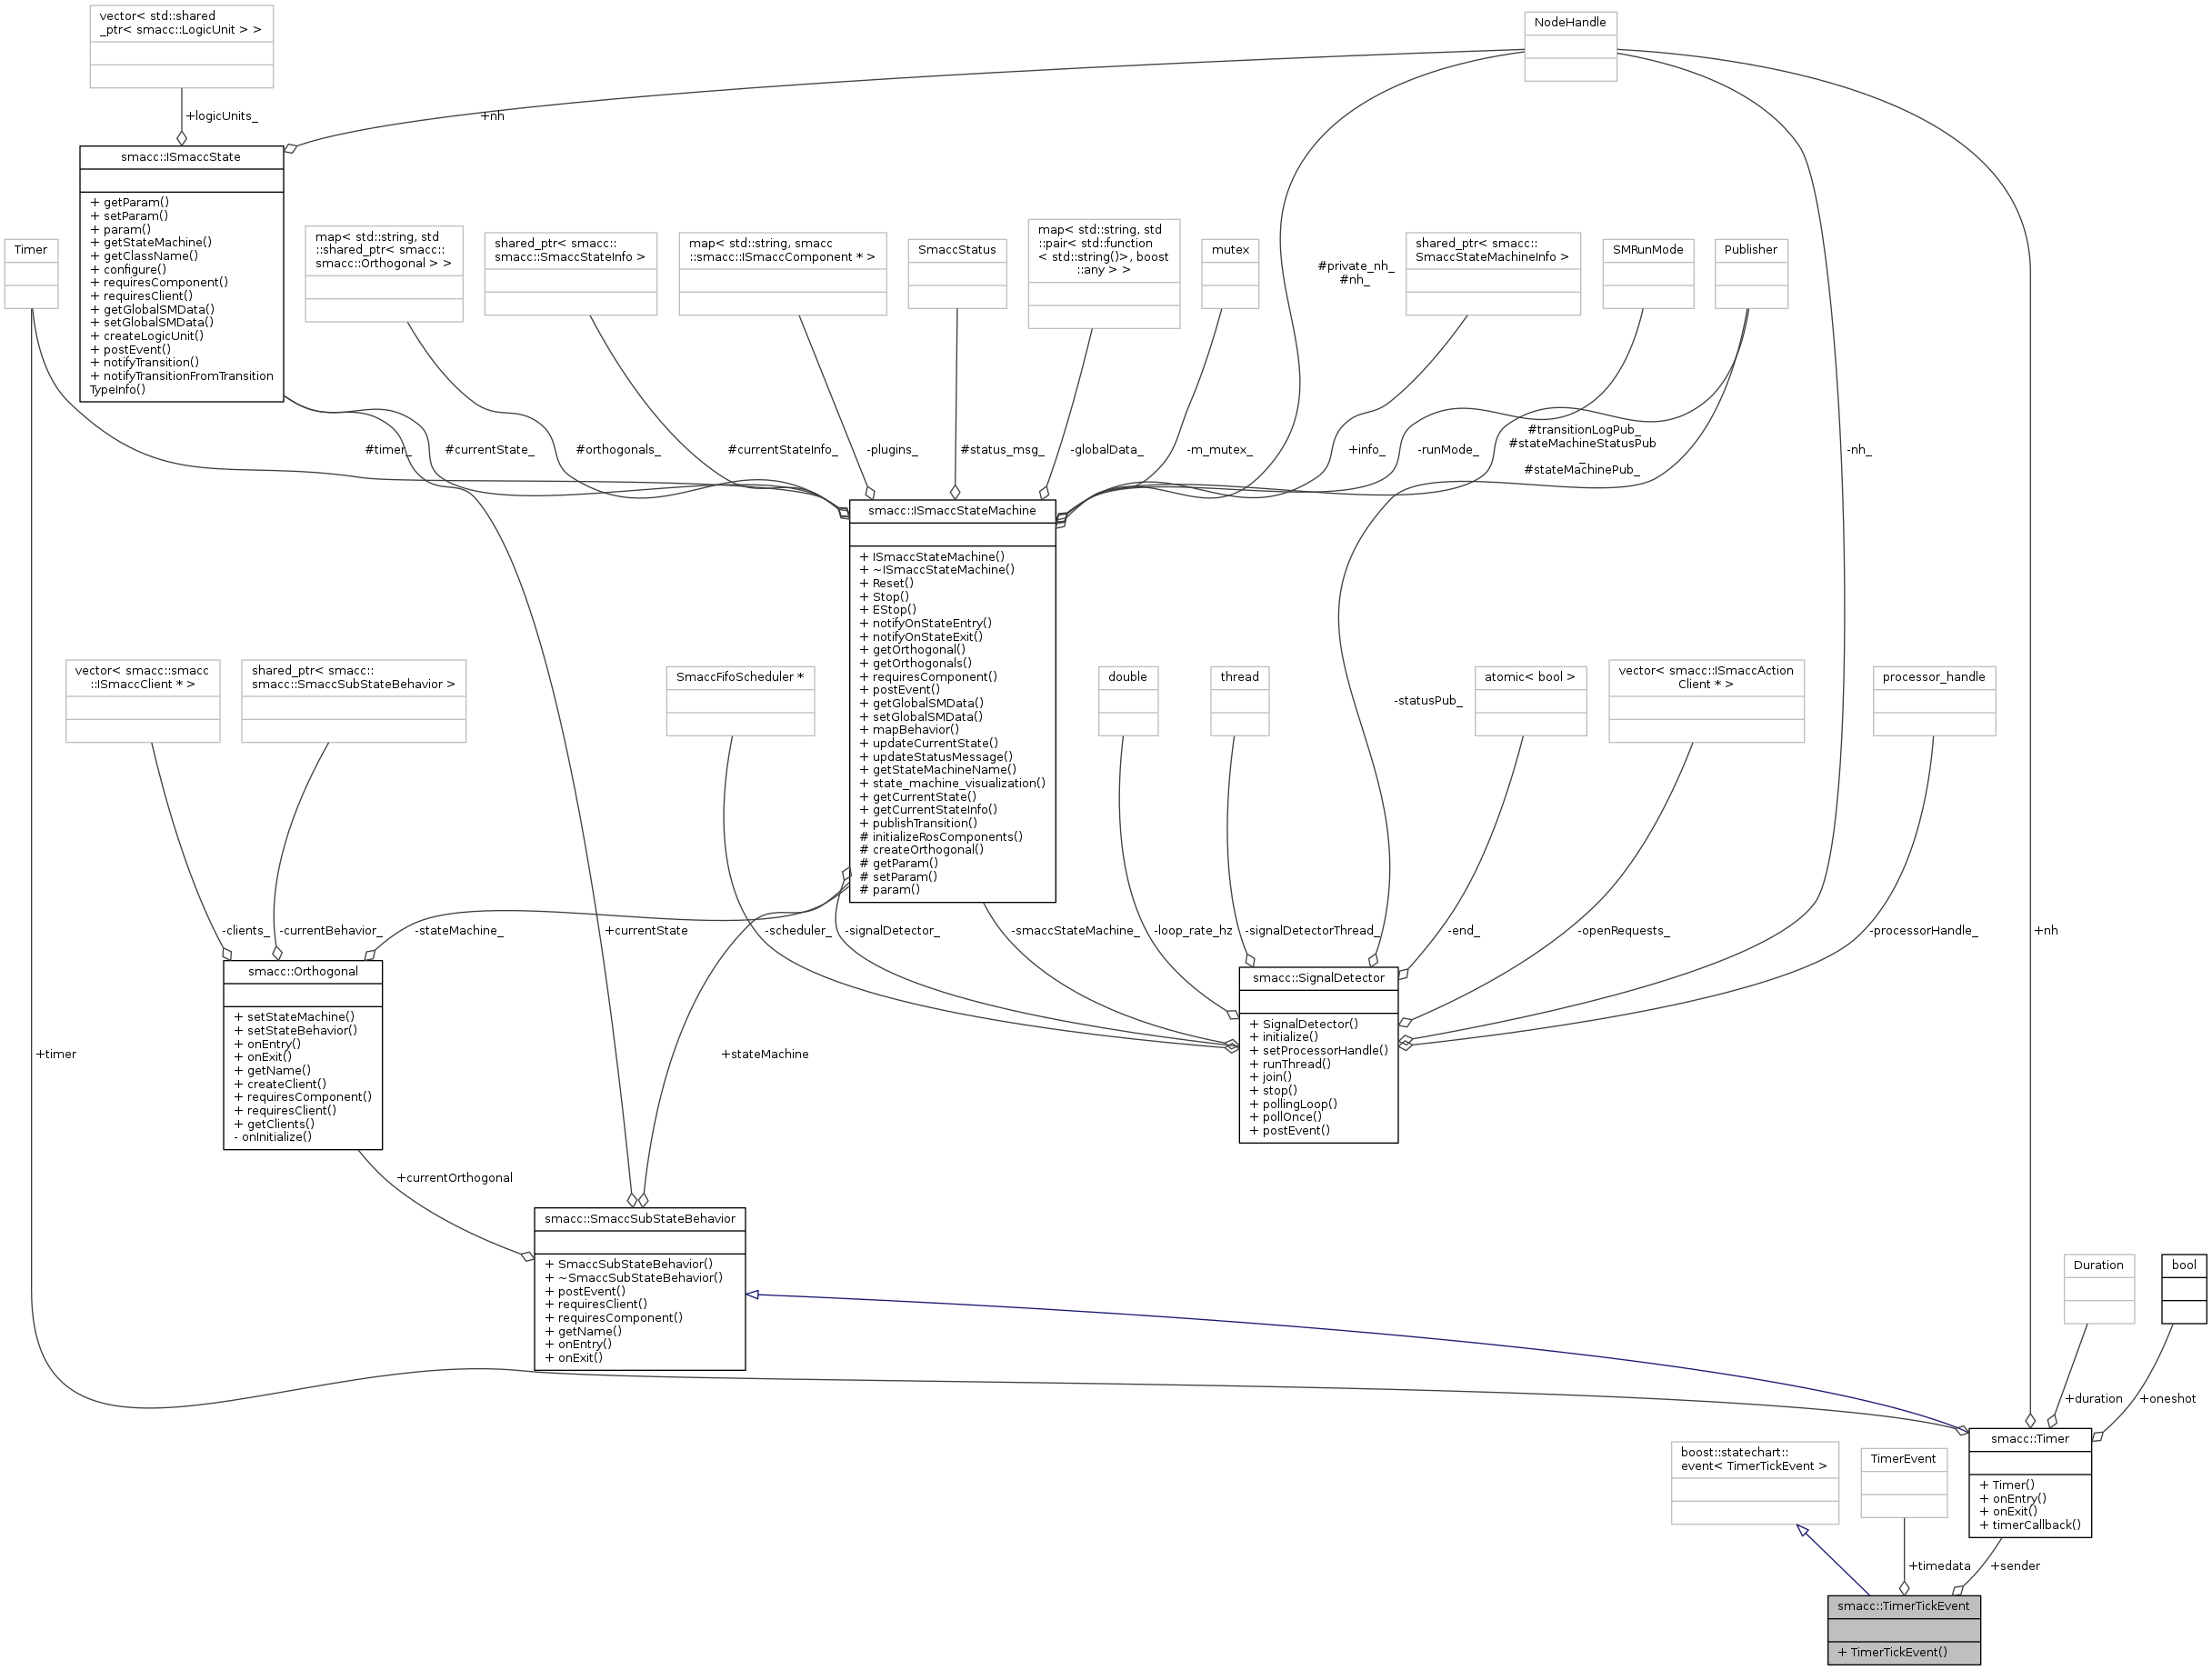 vector< std::shared
_ptr< smacc::LogicUnit > >
NodeHandle
+logicUnits_
+nh
smacc::ISmaccState
+ getParam()
+ setParam()
+ param()
+ getStateMachine()
+ getClassName()
+ configure()
+ requiresComponent()
+ requiresClient()
+ getGlobalSMData()
+ setGlobalSMData()
+ createLogicUnit()
+ postEvent()
+ notifyTransition()
+ notifyTransitionFromTransition
TypeInfo()
Timer
map< std::string, std
::shared_ptr< smacc::
smacc::Orthogonal > >
shared_ptr< smacc::
smacc::SmaccStateInfo >
map< std::string, smacc
::smacc::ISmaccComponent * >
SmaccStatus
map< std::string, std
::pair< std::function
< std::string()>, boost
::any > >
mutex
#private_nh_
#nh_
shared_ptr< smacc::
SmaccStateMachineInfo >
SMRunMode
Publisher
#timer_
#currentState_
#orthogonals_
#currentStateInfo_
-plugins_
#status_msg_
-globalData_
-m_mutex_
+info_
-runMode_
#transitionLogPub_
#stateMachineStatusPub
_
#stateMachinePub_
-nh_
smacc::ISmaccStateMachine
+ ISmaccStateMachine()
+ ~ISmaccStateMachine()
+ Reset()
+ Stop()
+ EStop()
+ notifyOnStateEntry()
+ notifyOnStateExit()
+ getOrthogonal()
+ getOrthogonals()
+ requiresComponent()
+ postEvent()
+ getGlobalSMData()
+ setGlobalSMData()
+ mapBehavior()
+ updateCurrentState()
+ updateStatusMessage()
+ getStateMachineName()
+ state_machine_visualization()
+ getCurrentState()
+ getCurrentStateInfo()
+ publishTransition()
# initializeRosComponents()
# createOrthogonal()
# getParam()
# setParam()
# param()
vector< smacc::smacc
::ISmaccClient * >
shared_ptr< smacc::
smacc::SmaccSubStateBehavior >
SmaccFifoScheduler *
double
thread
-statusPub_
atomic< bool >
vector< smacc::ISmaccAction
Client * >
processor_handle
-clients_
-currentBehavior_
-stateMachine_
+currentState
-scheduler_
-signalDetector_
-smaccStateMachine_
-loop_rate_hz
-signalDetectorThread_
-end_
-openRequests_
-processorHandle_
+nh
smacc::Orthogonal
+ setStateMachine()
+ setStateBehavior()
+ onEntry()
+ onExit()
+ getName()
+ createClient()
+ requiresComponent()
+ requiresClient()
+ getClients()
- onInitialize()
smacc::SignalDetector
+ SignalDetector()
+ initialize()
+ setProcessorHandle()
+ runThread()
+ join()
+ stop()
+ pollingLoop()
+ pollOnce()
+ postEvent()
+timer
+stateMachine
+currentOrthogonal
smacc::SmaccSubStateBehavior
+ SmaccSubStateBehavior()
+ ~SmaccSubStateBehavior()
+ postEvent()
+ requiresClient()
+ requiresComponent()
+ getName()
+ onEntry()
+ onExit()
Duration
bool
+duration
+oneshot
boost::statechart::
event< TimerTickEvent >
TimerEvent
smacc::Timer
+ Timer()
+ onEntry()
+ onExit()
+ timerCallback()
+timedata
+sender
smacc::TimerTickEvent
+ TimerTickEvent()